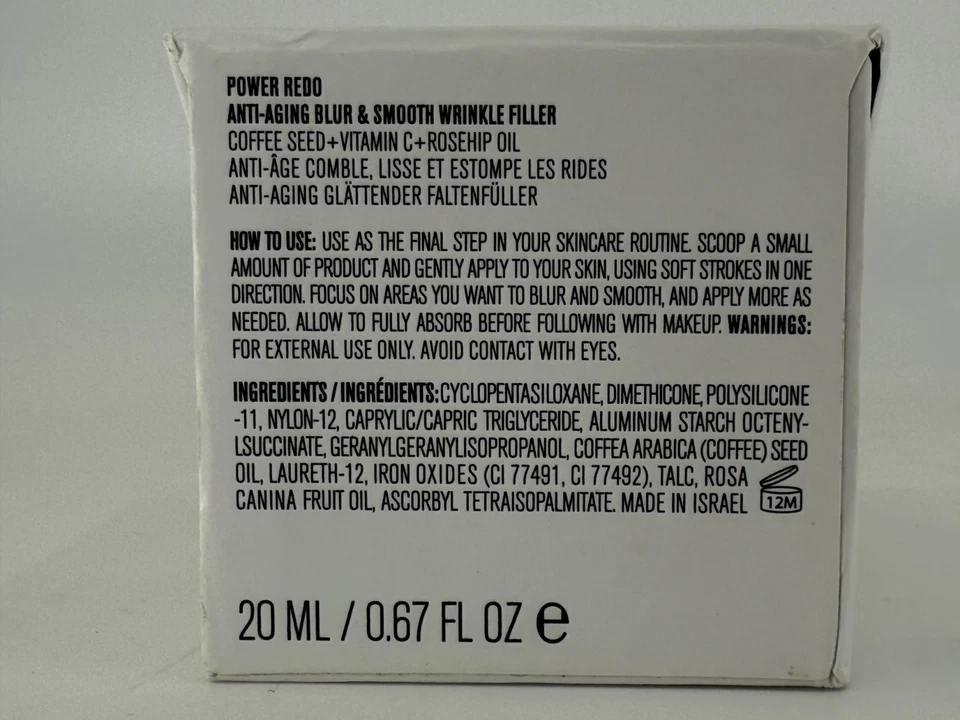 POWER REDO
ANTI-AGING BLUR & SMOOTH WRINKLE FILLER
COFFEE SEED+VITAMIN C+ROSEHIP OIL
ANTI-ÂGE COMBLE, LISSE ET ESTOMPE LES RIDES
ANTI-AGING GLÄTTENDER FALTENFÜLLER
HOW TO USE: USE AS THE FINAL STEP IN YOUR SKINCARE ROUTINE. SCOOP A SMALL
AMOUNT OF PRODUCT AND GENTLY APPLY TO YOUR SKIN, USING SOFT STROKES IN ONE
DIRECTION. FOCUS ON AREAS YOU WANT TO BLUR AND SMOOTH, AND APPLY MORE AS
NEEDED. ALLOW TO FULLY ABSORB BEFORE FOLLOWING WITH MAKEUP. WARNINGS:
FOR EXTERNAL USE ONLY. AVOID CONTACT WITH EYES.
INGREDIENTS / INGRÉDIENTS: CYCLOPENTASILOXANE, DIMETHICONE, POLYSILICONE
-11, NYLON-12, CAPRYLIC/CAPRIC TRIGLYCERIDE, ALUMINUM STARCH OCTENY-
LSUCCINATE, GERANYLGERANYLISOPROPANOL, COFFEA ARABICA (COFFEE) SEED
OIL, LAURETH-12, IRON OXIDES (CI 77491, CI 77492), TALC, ROSA
CANINA FRUIT OIL, ASCORBYL TETRAISOPALMITATE. MADE IN ISRAEL
12M
20 ML / 0.67 FL OZ e